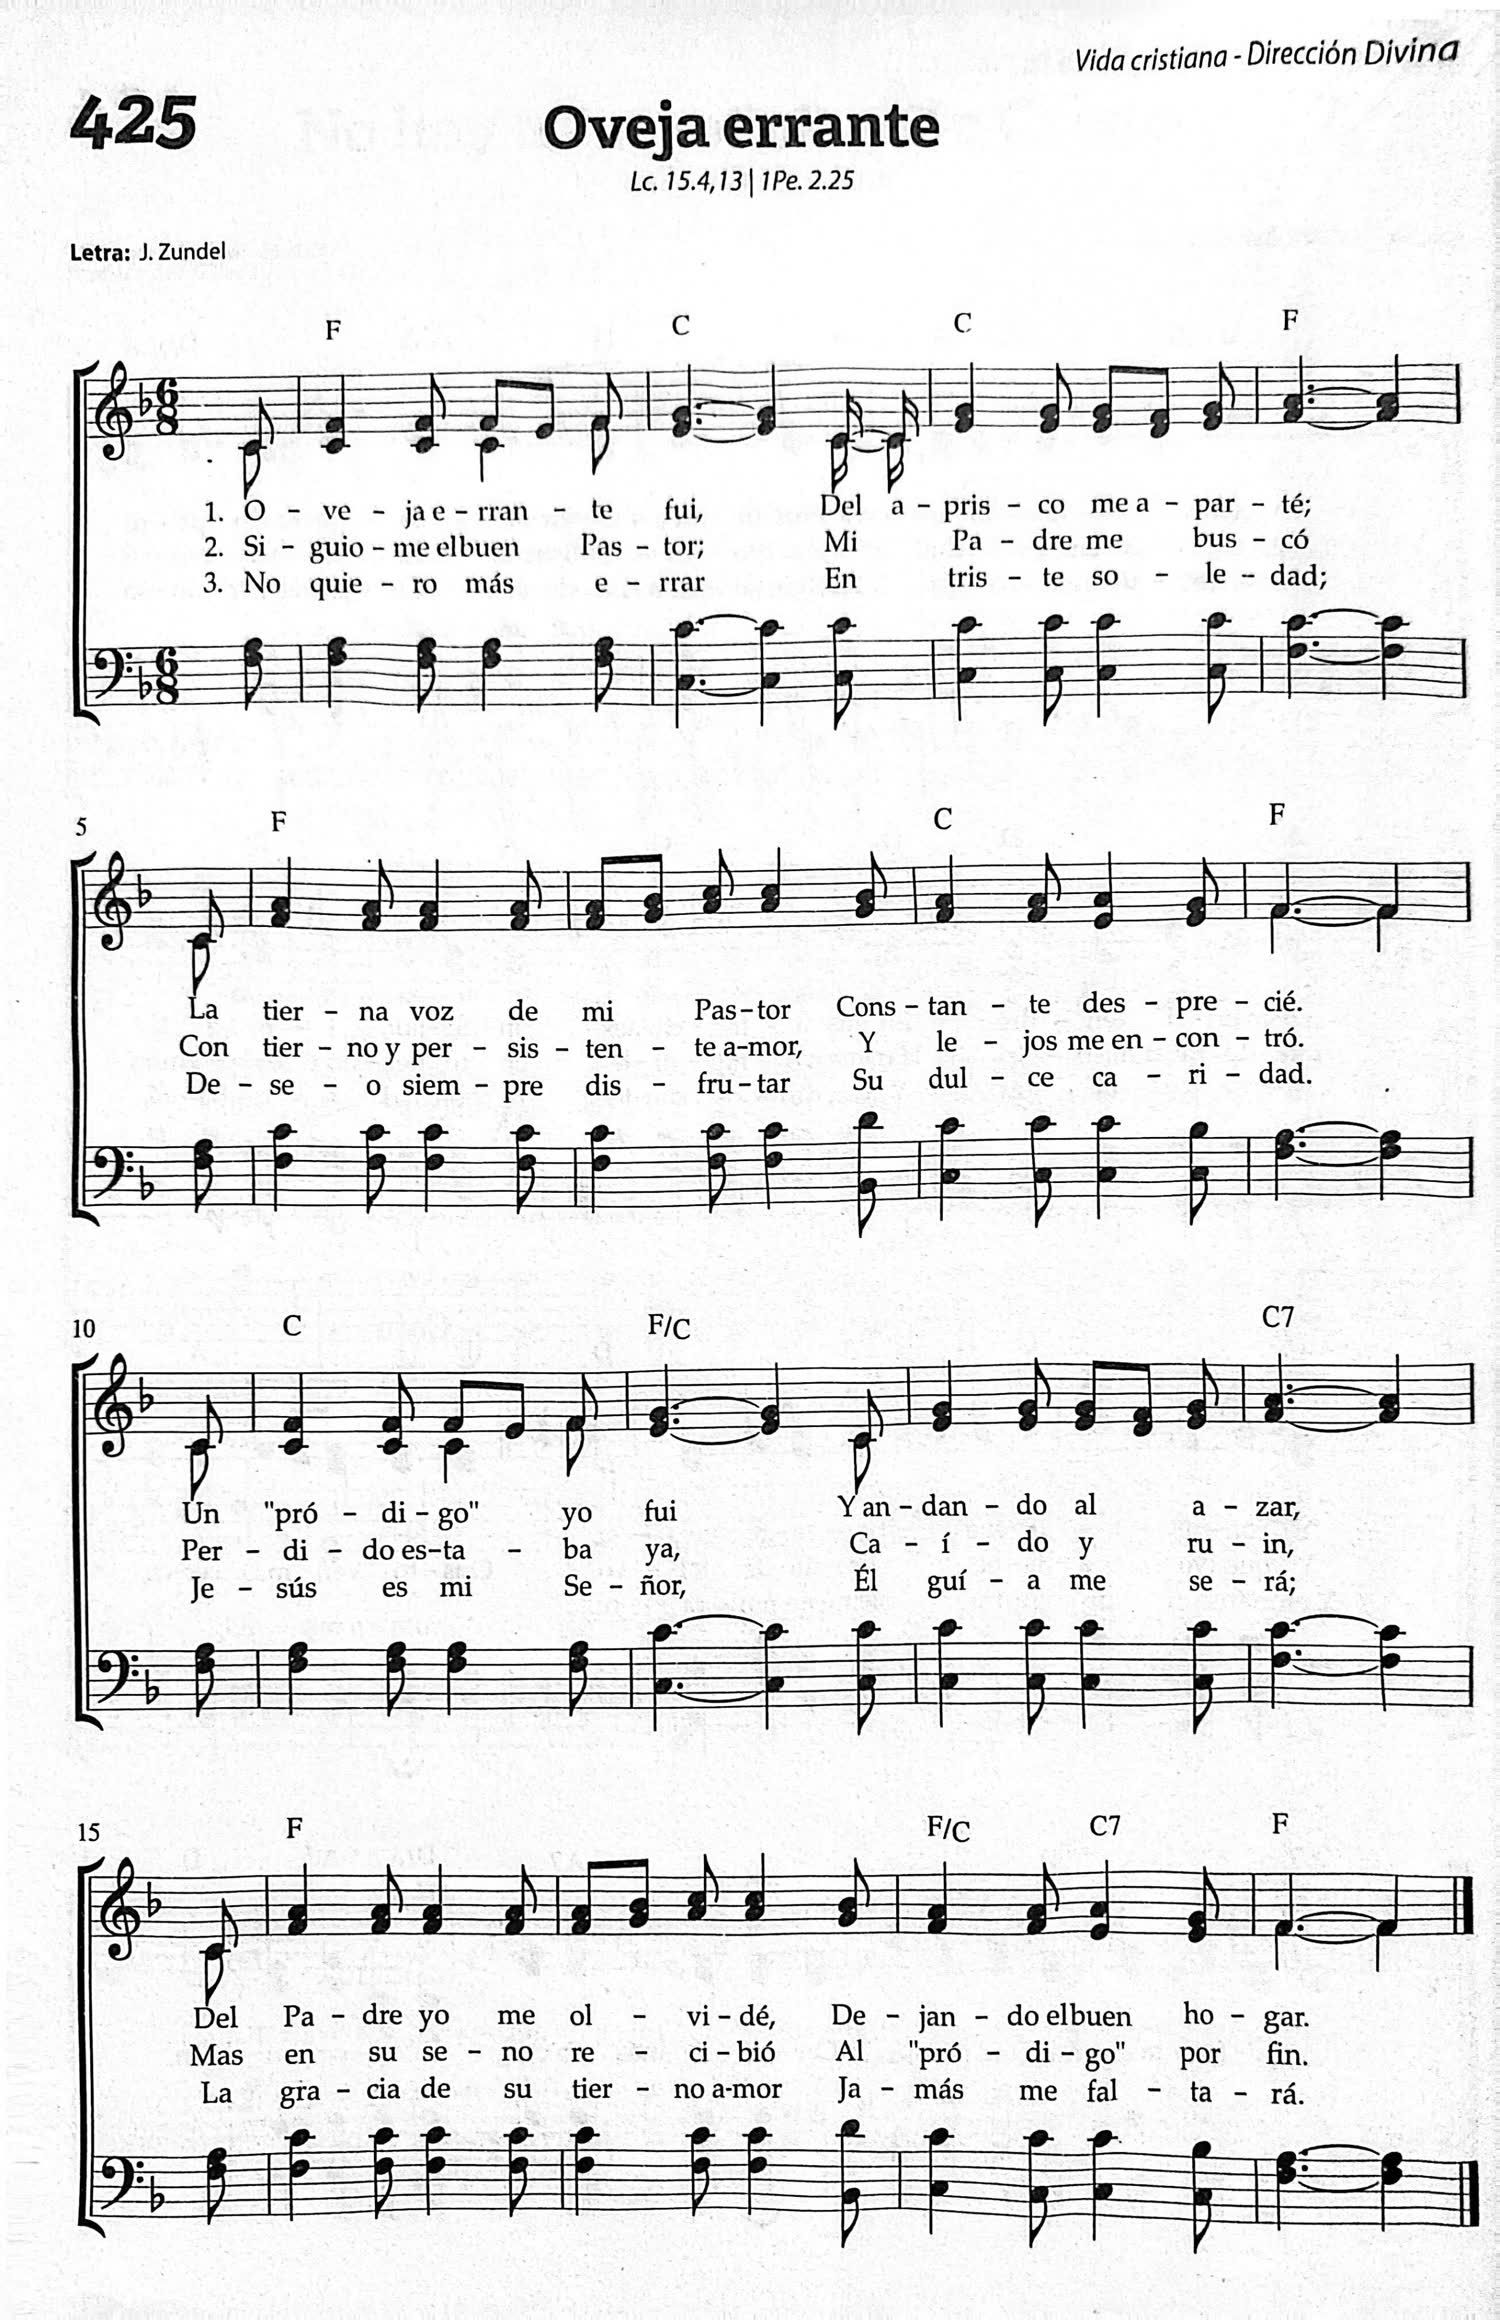 Vida cristiana - Dirección Divina
425
Oveja errante
Lc. 15.4,13 | 1Pe. 2.25
Letra: J. Zundel
F C C F
1. O - ve - ja e - rran - te fui, Del a - pris - co me a - par - té;
2. Si - guio - me el buen Pas - tor; Mi Pa - dre me bus - có
3. No quie - ro más e - rrar En tris - te so - le - dad;
5 F C F
La tier - na voz de mi Pas - tor Cons - tan - te des - pre - cié.
Con tier - no y per - sis - ten - te a-mor, Y le - jos me en - con - tró.
De - se - o siem - pre dis - fru - tar Su dul - ce ca - ri - dad.
10 C F/C C7
Un "pró - di - go" yo fui Y an - dan - do al a - zar,
Per - di - do es - ta - ba ya, Ca - í - do y ru - in,
Je - sús es mi Se - ñor, Él guí - a me se - rá;
15 F F/C C7 F
Del Pa - dre yo me ol - vi - dé, De - jan - do el buen ho - gar.
Mas en su se - no re - ci - bió Al "pró - di - go" por fin.
La gra - cia de su tier - no a-mor Ja - más me fal - ta - rá.